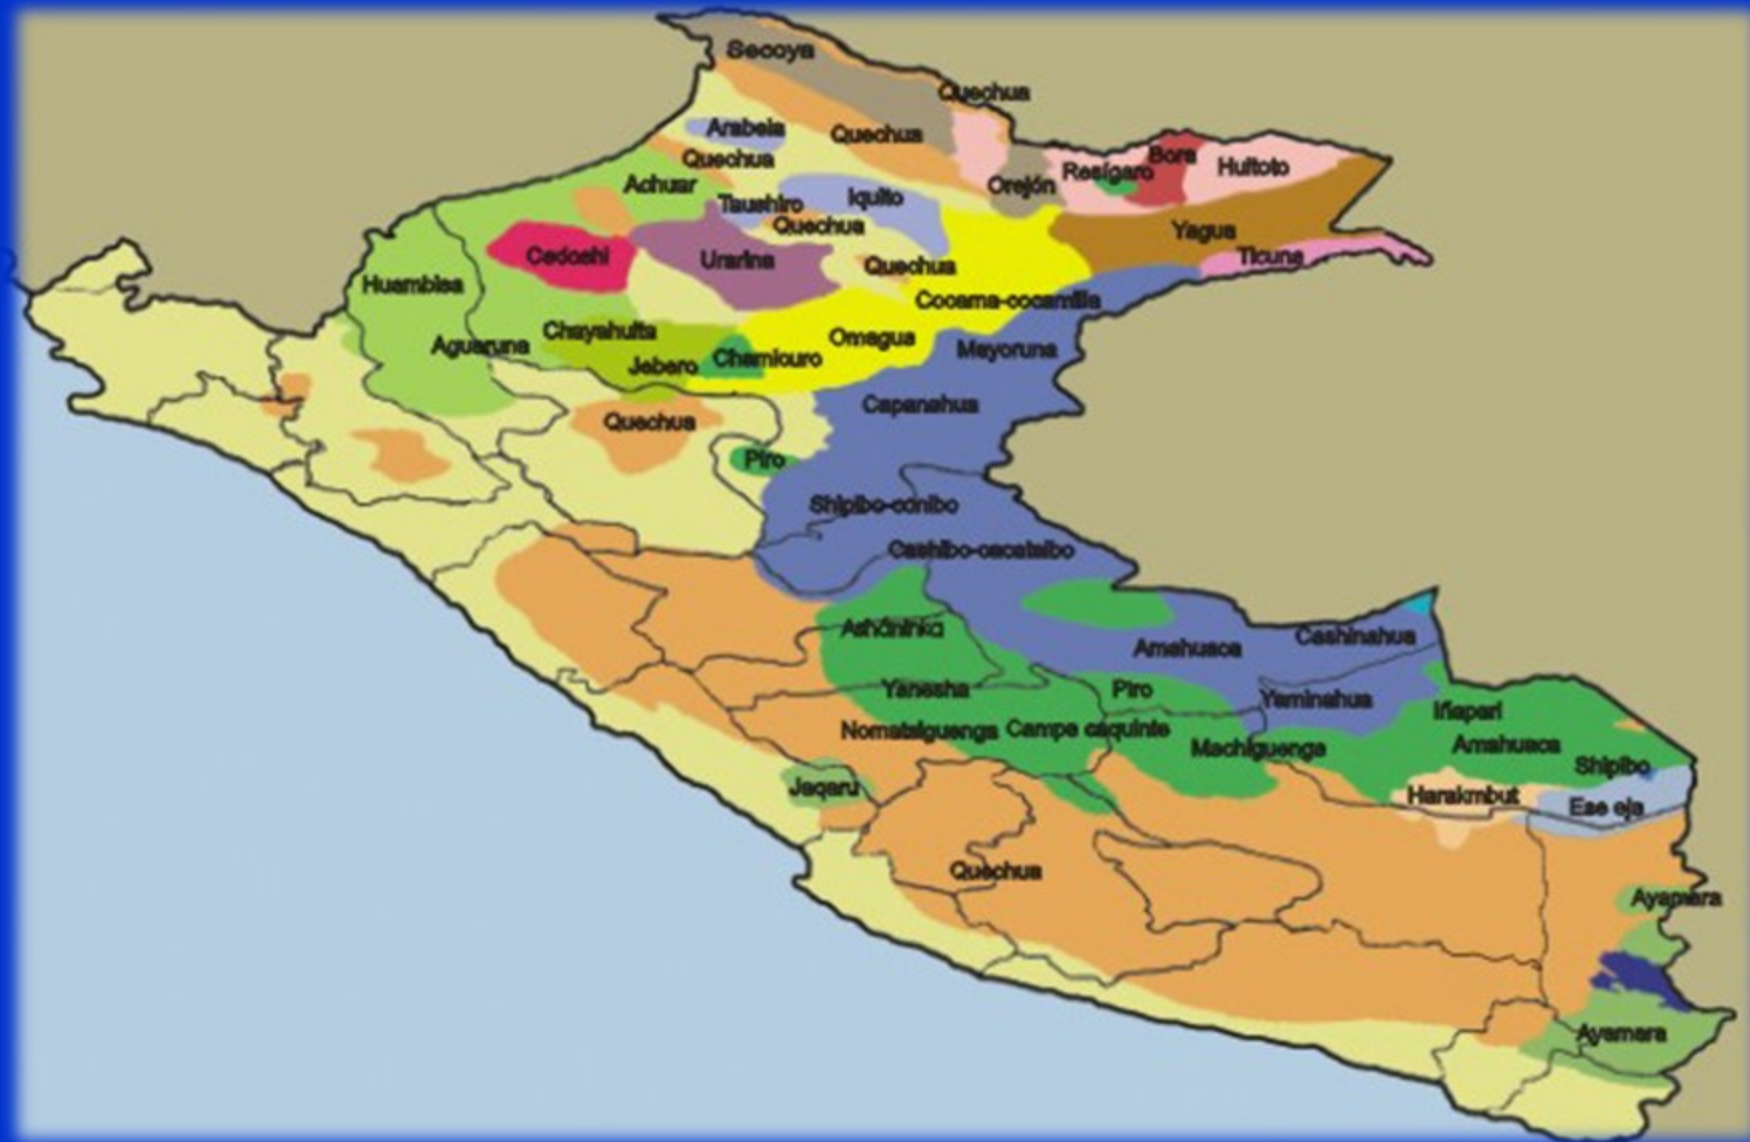 Secoya
Quechua
Arabela
Quechua
Quechua
Achuar
Taushiro
Iquito
Quechua
Orejón
Resígaro
Bora
Huitoto
Yagua
Ticuna
Cadoshi
Urarina
Quechua
Huambisa
Cocama-cocamilla
Chayahuita
Aguaruna
Jebero
Chamicuro
Omagua
Mayoruna
Capanahua
Quechua
Piro
Shipibo-conibo
Cashibo-cacataibo
Asháninka
Amahuaca
Cashinahua
Yanesha
Piro
Yaminahua
Iñapari
Nomatsiguenga
Campa caquinte
Machiguenga
Amahuaca
Shipibo
Jaqaru
Harakmbut
Ese eja
Quechua
Ayamara
Ayamara